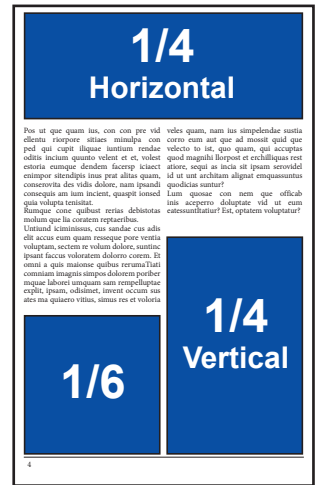 1/4
Horizontal
Pos ut que quam ius, con con pre vid
ellentu riorpore sitiaes minulpa con
ped qui cupit iliquae iuntium rendae
oditis incium quunto velent et et, volest
estoria eumque dendem facersp iciaect
enimpor sitendipis inus prat alitas quam,
conserovita des vidis dolore, nam ipsandi
consequis am ium incient, quaspit ionsed
quia volupta tenisitat.
Rumque cone quibust rerias debistotas
molum que lia coratem reptaeribus.
Untiund iciminissus, cus sandae cus adis
elit accus eum quam resseque pore ventia
voluptam, sectem re volum dolore, suntinc
ipsant faccus voloratem dolorro corem. Et
omni a quis maionse quibus rerumaTiati
comniam imagnis simpos dolorem poriber
mquae laborei umquam sam rempelluptae
explit, ipsam, odisimet, invent occum sus
ates ma quiaero vitius, simus res et voloria
veles quam, nam ius simpelendae sustia
corro eum aut que ad mossit quid que
velecto to ist, quo quam, qui accuptas
quod magnihi llorpost et erchilliquas rest
atiore, sequi as incia sit ipsam serovidel
id ut unt architam alignat emquassuntus
quodicias suntur?
Lum quosae con nem que officab
inis aceperro doluptate vid ut eum
eatessuntltatiur? Est, optatem voluptatur?
1/6
1/4
Vertical
4